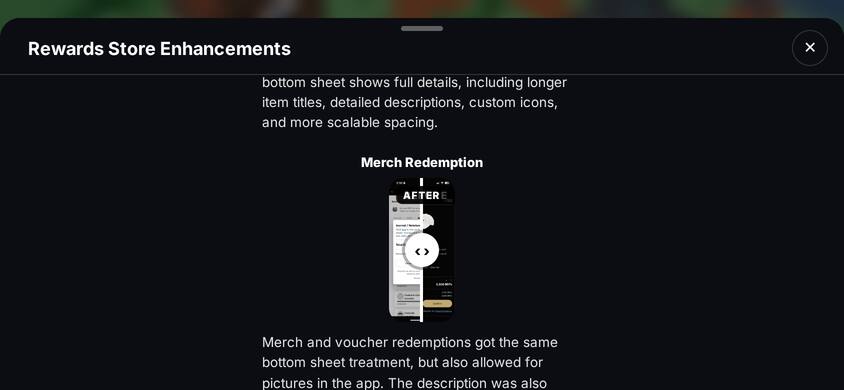 Rewards Store Enhancements
bottom sheet shows full details, including longer
item titles, detailed descriptions, custom icons,
and more scalable spacing.
Merch Redemption
AFTER
Merch and voucher redemptions got the same
bottom sheet treatment, but also allowed for
pictures in the app. The description was also